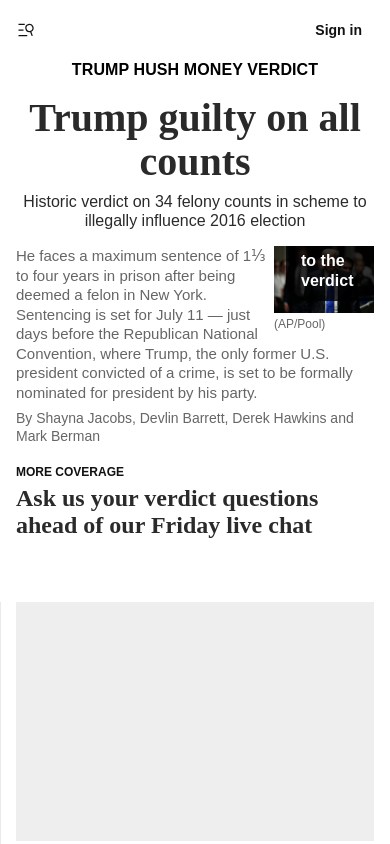 Sign in
TRUMP HUSH MONEY VERDICT
Trump guilty on all
counts
Historic verdict on 34 felony counts in scheme to
illegally influence 2016 election
He faces a maximum sentence of 1⅓
to four years in prison after being
deemed a felon in New York.
Sentencing is set for July 11 — just
days before the Republican National
Convention, where Trump, the only former U.S.
president convicted of a crime, is set to be formally
nominated for president by his party.
to the
verdict
(AP/Pool)
By Shayna Jacobs, Devlin Barrett, Derek Hawkins and
Mark Berman
MORE COVERAGE
Ask us your verdict questions
ahead of our Friday live chat